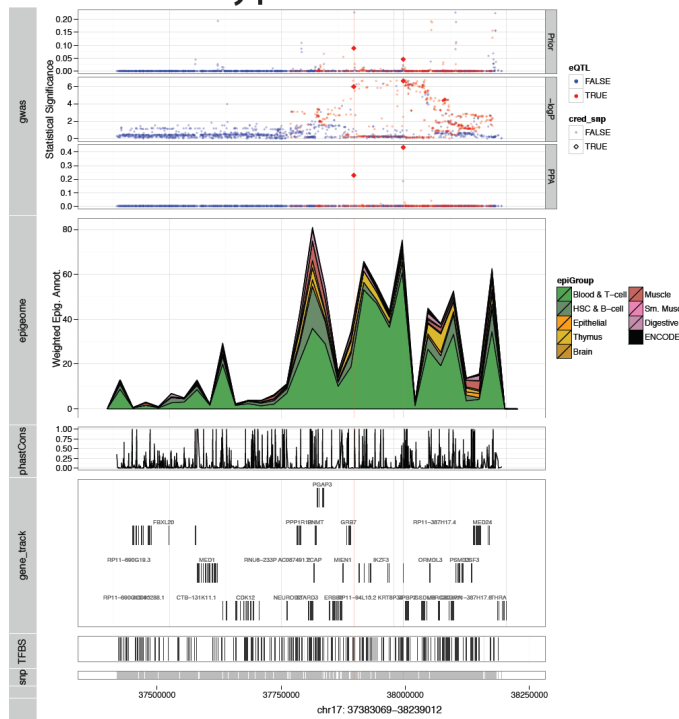 gwas
Statistical Significance
0.20
0.15
0.10
0.05
0.00
Prior
6
4
2
0
-logP
0.4
0.3
0.2
0.1
0.0
PPA
eQTL
FALSE
TRUE
cred_snp
FALSE
TRUE
epigeome
Weighted Epig. Annot.
80
60
40
20
0
epiGroup
Blood & T-cell
HSC & B-cell
Epithelial
Thymus
Brain
Muscle
Sm. Musc
Digestive
ENCODE
phastCons
1.00
0.75
0.50
0.25
0.00
gene_track
PGAP3
FBXL20 GRB7 RP11-387H17.4 MED24
RP11-690G19.3 MED1 MIEN1 IKZF3 ORMDL3
CTB-131K11.1 CDK12 THRA
TFBS
snp
37500000 37750000 38000000 38250000
chr17: 37383069-38239012